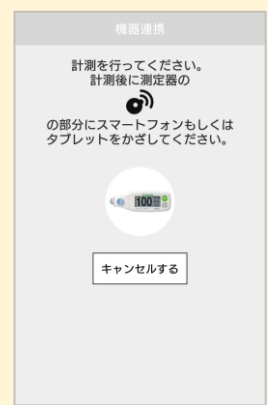 機器連携
計測を行ってください。
計測後に測定器の
の部分にスマートフォンもしくは
タブレットをかざしてください。
100
キャンセルする